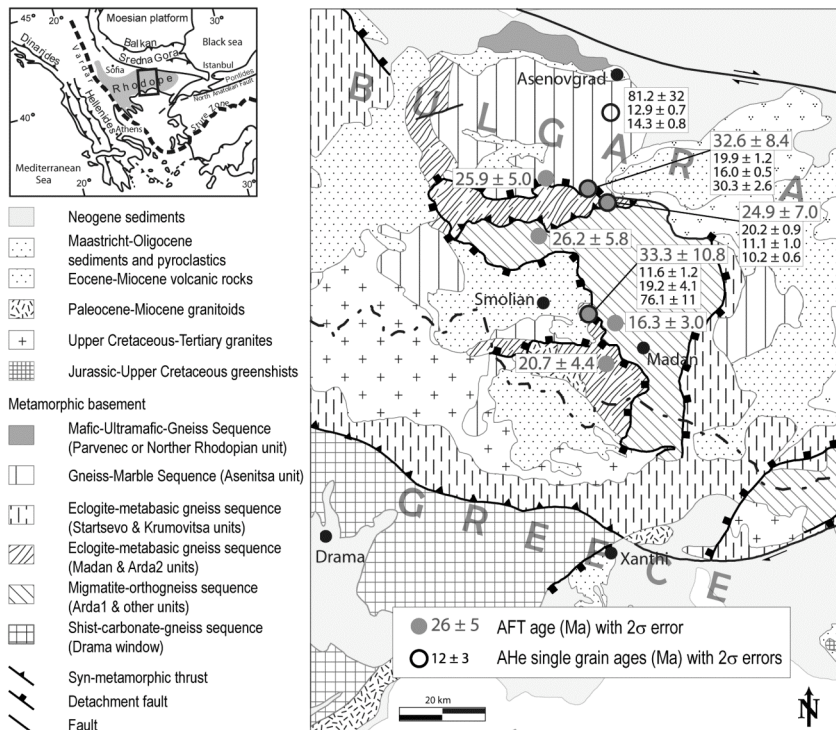 45°
20°
Moesian platform
30°
Dinarides
Vardar
Balkan
Sredna Gora
Black sea
Sofia
Istanbul
Rhodope
Pontides
North Anatolian Fault
Hellenides
40°
Athens
Suture Zone
Mediterranean
Sea
20°
30°
Neogene sediments
Maastricht-Oligocene
sediments and pyroclastics
Eocene-Miocene volcanic rocks
Paleocene-Miocene granitoids
Upper Cretaceous-Tertiary granites
Jurassic-Upper Cretaceous greenshists
Metamorphic basement
Mafic-Ultramafic-Gneiss Sequence
(Parvenec or Norther Rhodopian unit)
Gneiss-Marble Sequence (Asenitsa unit)
Eclogite-metabasic gneiss sequence
(Startsevo & Krumovitsa units)
Eclogite-metabasic gneiss sequence
(Madan & Arda2 units)
Migmatite-orthogneiss sequence
(Arda1 & other units)
Shist-carbonate-gneiss sequence
(Drama window)
Syn-metamorphic thrust
Detachment fault
Fault
Asenovgrad
BULGARA
81.2 ± 32
12.9 ± 0.7
14.3 ± 0.8
32.6 ± 8.4
19.9 ± 1.2
16.0 ± 0.5
30.3 ± 2.6
25.9 ± 5.0
24.9 ± 7.0
20.2 ± 0.9
11.1 ± 1.0
10.2 ± 0.6
26.2 ± 5.8
33.3 ± 10.8
11.6 ± 1.2
19.2 ± 4.1
76.1 ± 11
Smolian
16.3 ± 3.0
Madan
20.7 ± 4.4
GREECE
Drama
Xanthi
26 ± 5 AFT age (Ma) with 2σ error
12 ± 3 AHe single grain ages (Ma) with 2σ errors
20 km
N